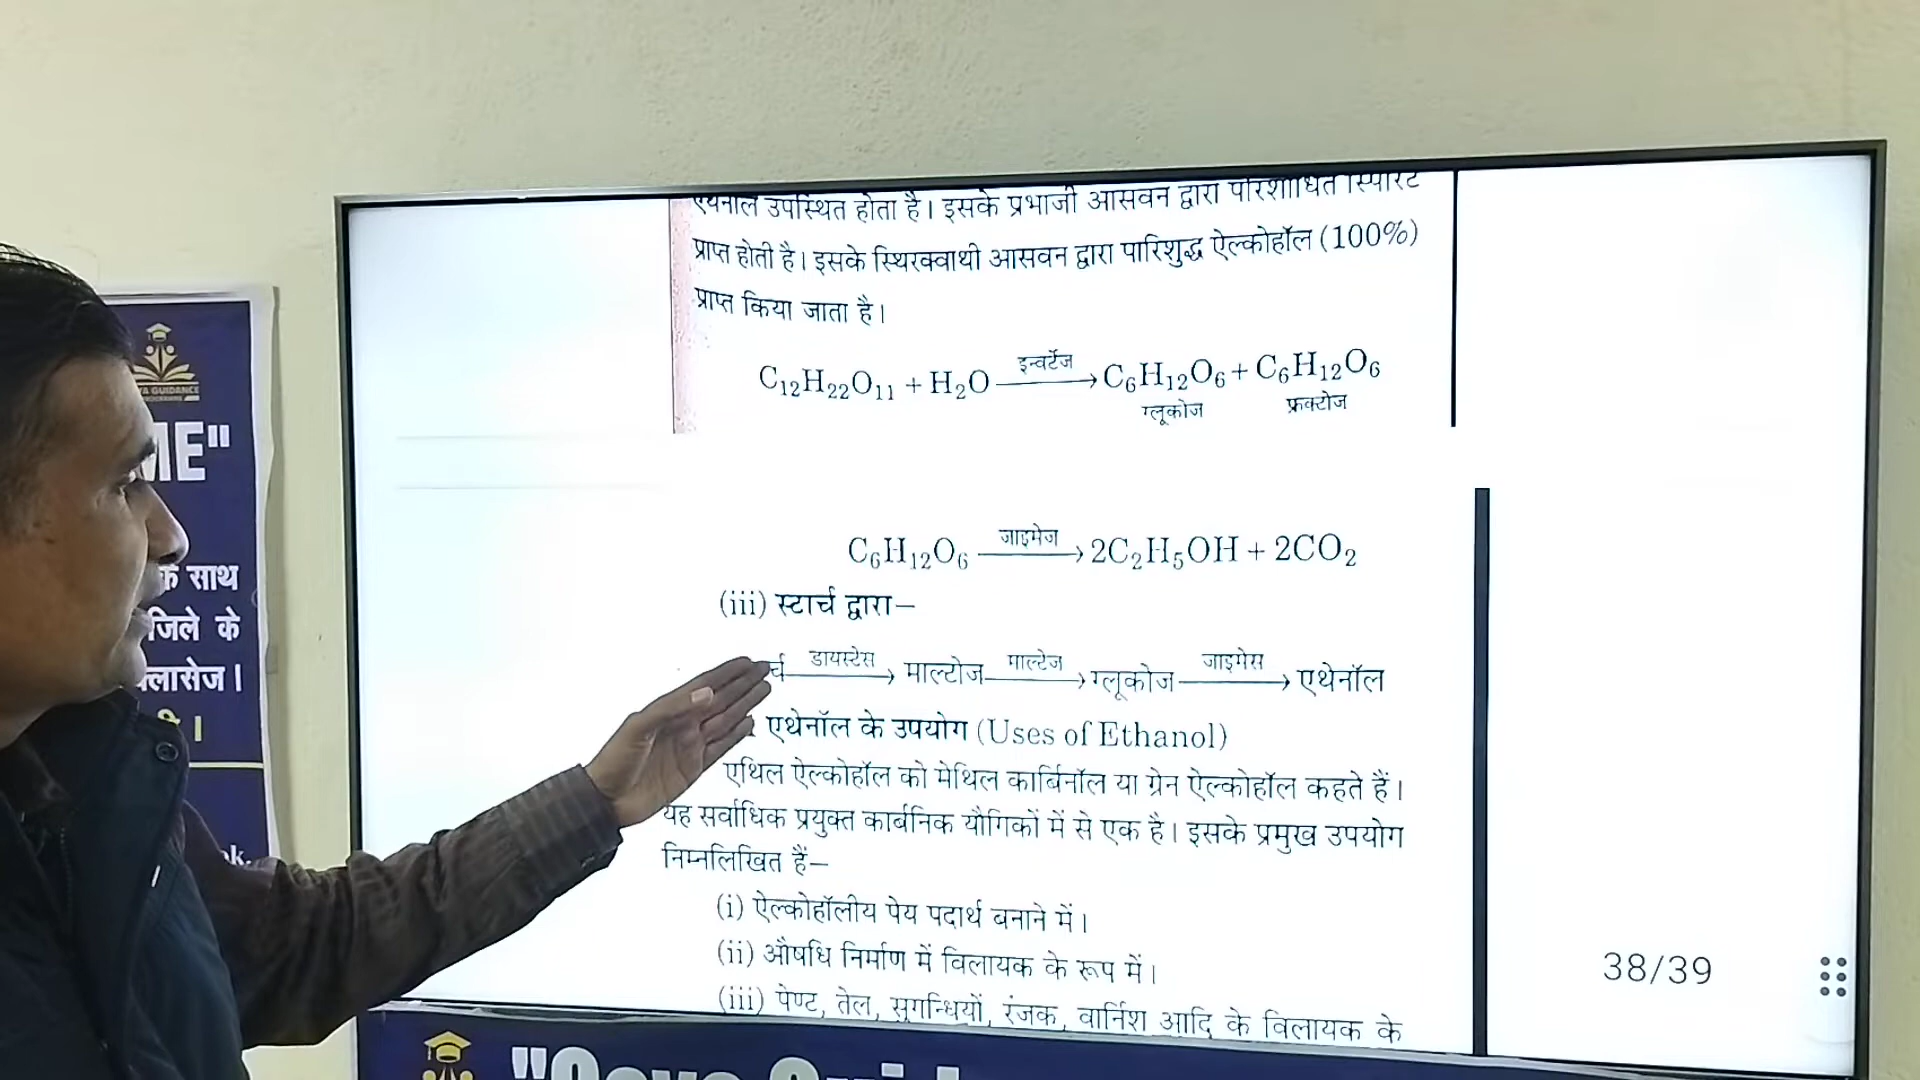 एथनाल उपस्थित होता है। इसके प्रभाजी आसवन द्वारा परिशोधित स्पिरिट
प्राप्त होती है। इसके स्थिरक्वाथी आसवन द्वारा पारिशुद्ध ऐल्कोहॉल (100%)
प्राप्त किया जाता है।
इन्वर्टेज
C₁₂H₂₂O₁₁ + H₂O ⟶ C₆H₁₂O₆ + C₆H₁₂O₆
ग्लूकोज फ्रक्टोज
जाइमेज
C₆H₁₂O₆ ⟶ 2C₂H₅OH + 2CO₂
(iii) स्टार्च द्वारा–
डायस्टेस माल्टेज जाइमेस
र्च ⟶ माल्टोज ⟶ ग्लूकोज ⟶ एथेनॉल
एथेनॉल के उपयोग (Uses of Ethanol)
एथिल ऐल्कोहॉल को मेथिल कार्बिनॉल या ग्रेन ऐल्कोहॉल कहते हैं।
यह सर्वाधिक प्रयुक्त कार्बनिक यौगिकों में से एक है। इसके प्रमुख उपयोग
निम्नलिखित हैं–
(i) ऐल्कोहॉलीय पेय पदार्थ बनाने में।
(ii) औषधि निर्माण में विलायक के रूप में।
(iii) पेण्ट, तेल, सुगन्धियों, रंजक, वार्निश आदि के विलायक के
38/39
GUIDANCE
ME"
के साथ
जिले के
क्लासेज।